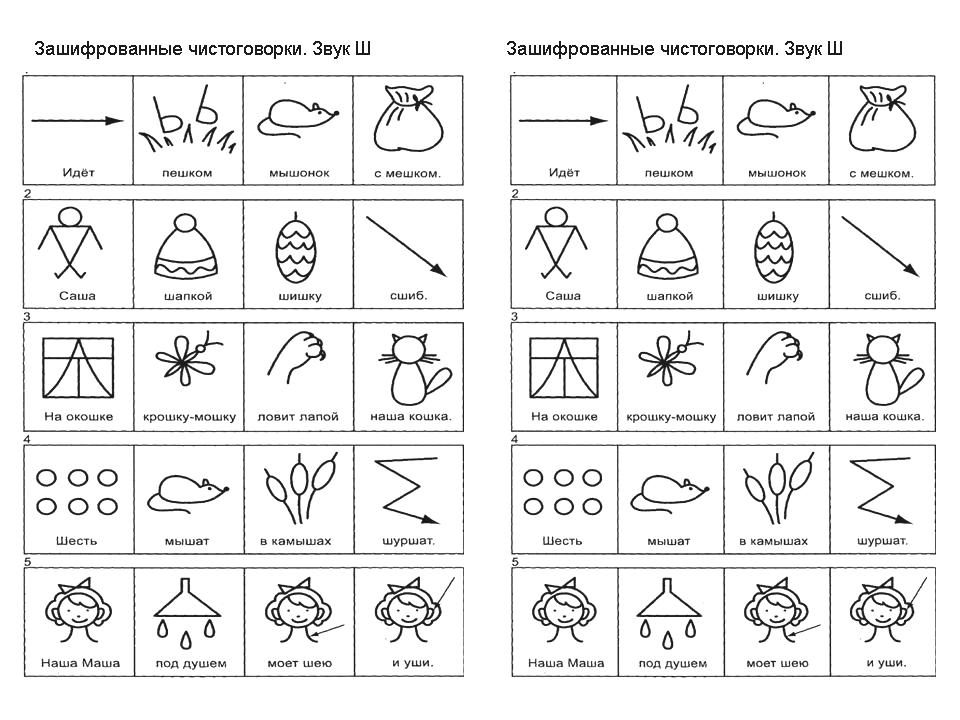 Зашифрованные чистоговорки. Звук Ш
Идёт пешком мышонок с мешком.
2
Саша шапкой шишку сшиб.
3
На окошке крошку-мошку ловит лапой наша кошка.
4
Шесть мышат в камышах шуршат.
5
Наша Маша под душем моет шею и уши.
Зашифрованные чистоговорки. Звук Ш
Идёт пешком мышонок с мешком.
2
Саша шапкой шишку сшиб.
3
На окошке крошку-мошку ловит лапой наша кошка.
4
Шесть мышат в камышах шуршат.
5
Наша Маша под душем моет шею и уши.